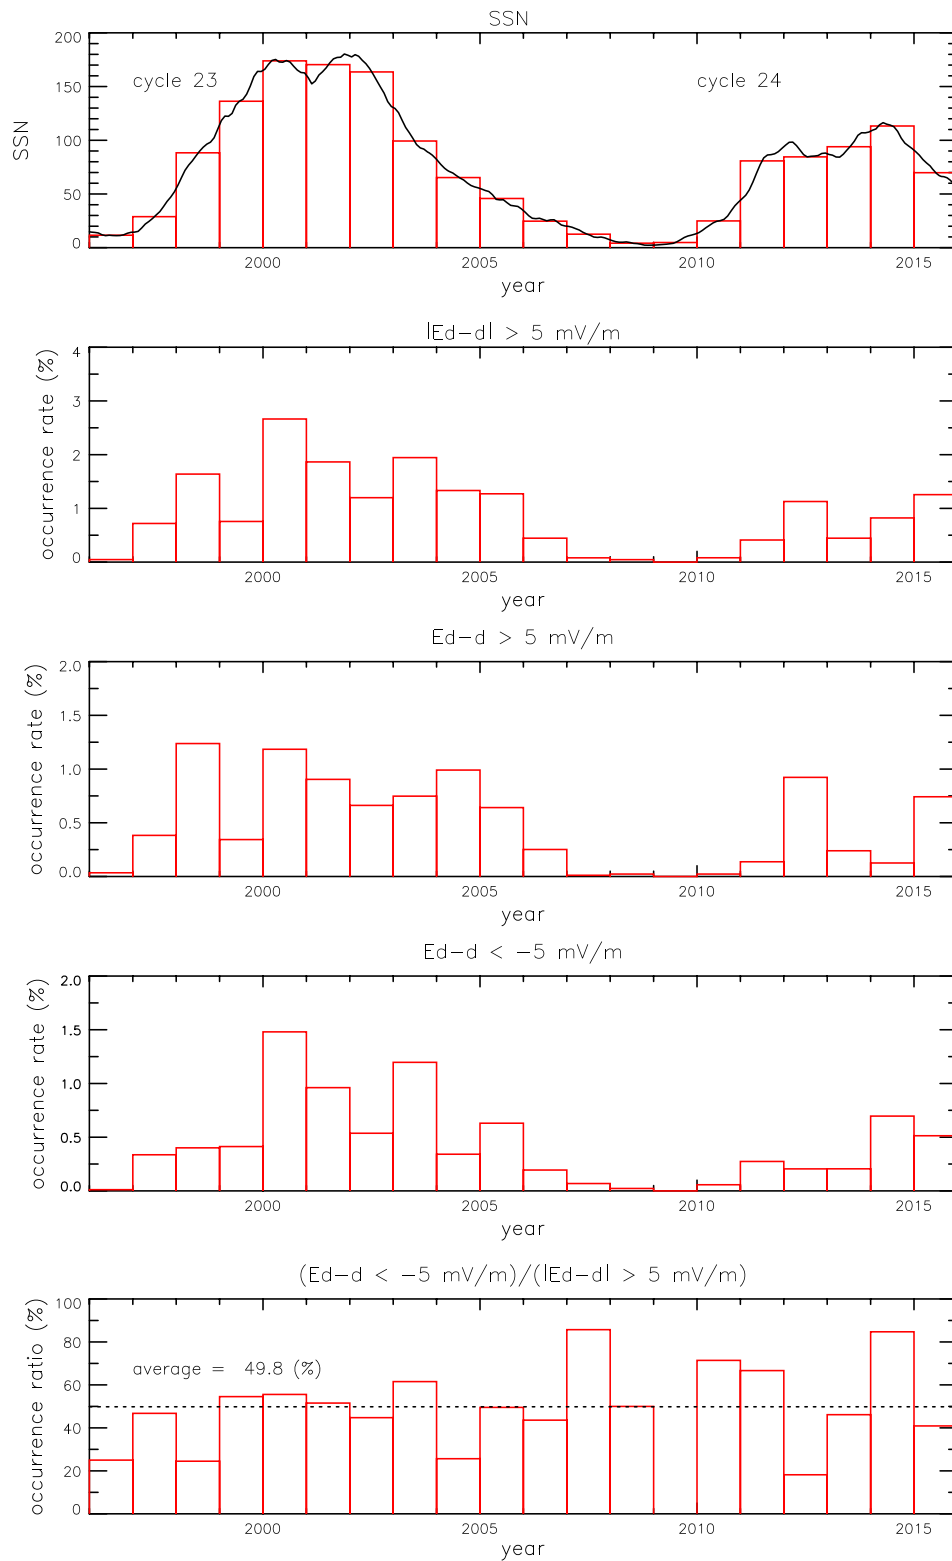 SSN
200
150
100
50
0
SSN
cycle 23
cycle 24
2000 2005 2010 2015
year
|Ed-d| > 5 mV/m
4
3
2
1
0
occurrence rate (%)
2000 2005 2010 2015
year
Ed-d > 5 mV/m
2.0
1.5
1.0
0.5
0.0
occurrence rate (%)
2000 2005 2010 2015
year
Ed-d < -5 mV/m
2.0
1.5
1.0
0.5
0.0
occurrence rate (%)
2000 2005 2010 2015
year
(Ed-d < -5 mV/m)/(|Ed-d| > 5 mV/m)
100
80
60
40
20
0
occurrence ratio (%)
average = 49.8 (%)
2000 2005 2010 2015
year